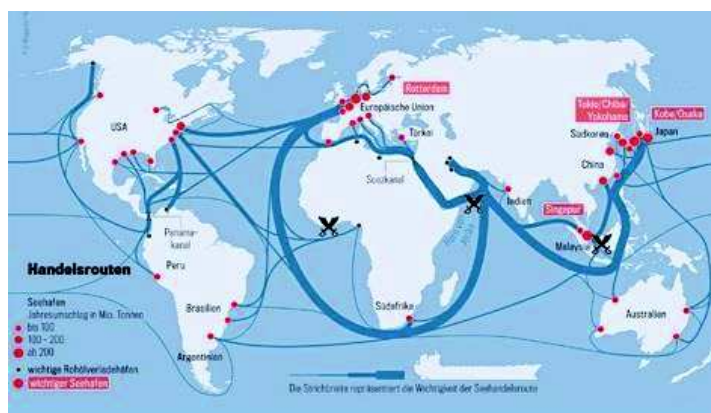 Rotterdam
Europäische Union
USA
Türkei
Tokio/Chiba/
Yokohama
Kobe/Osaka
Südkorea
Japan
China
Suezkanal
Indien
Singapur
Malaysia
Panama-
kanal
Handelsrouten
Peru
Brasilien
Südafrika
Australien
Argentinien
Seehafen
Jahresumschlag in Mio. Tonnen
bis 100
100 - 200
ab 200
wichtige Rohölverladehäfen
wichtiger Seehafen
Die Strichbreite repräsentiert die Wichtigkeit der Seehandelsroute